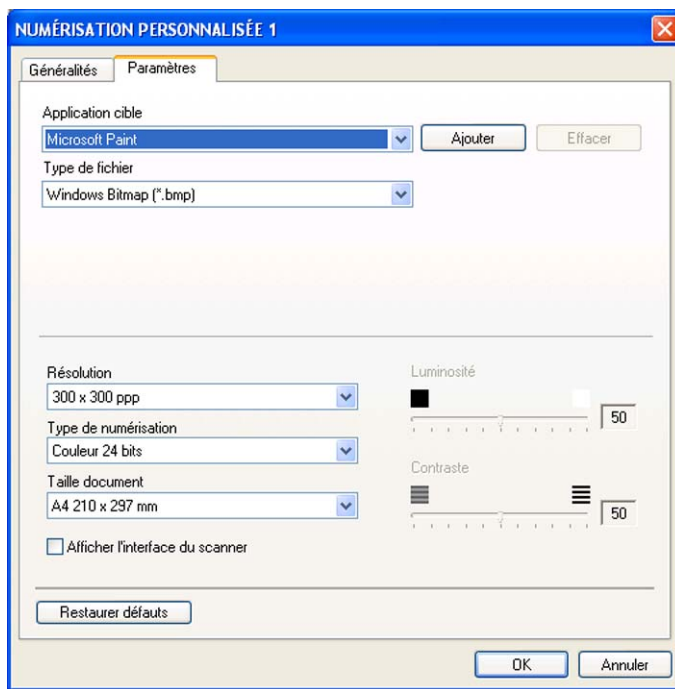 NUMÉRISATION PERSONNALISÉE 1
Généralités Paramètres
Application cible
Microsoft Paint Ajouter Effacer
Type de fichier
Windows Bitmap (*.bmp)
Résolution Luminosité
300 x 300 ppp
50
Type de numérisation
Couleur 24 bits
Taille document Contraste
A4 210 x 297 mm
50
Afficher l'interface du scanner
Restaurer défauts
OK Annuler